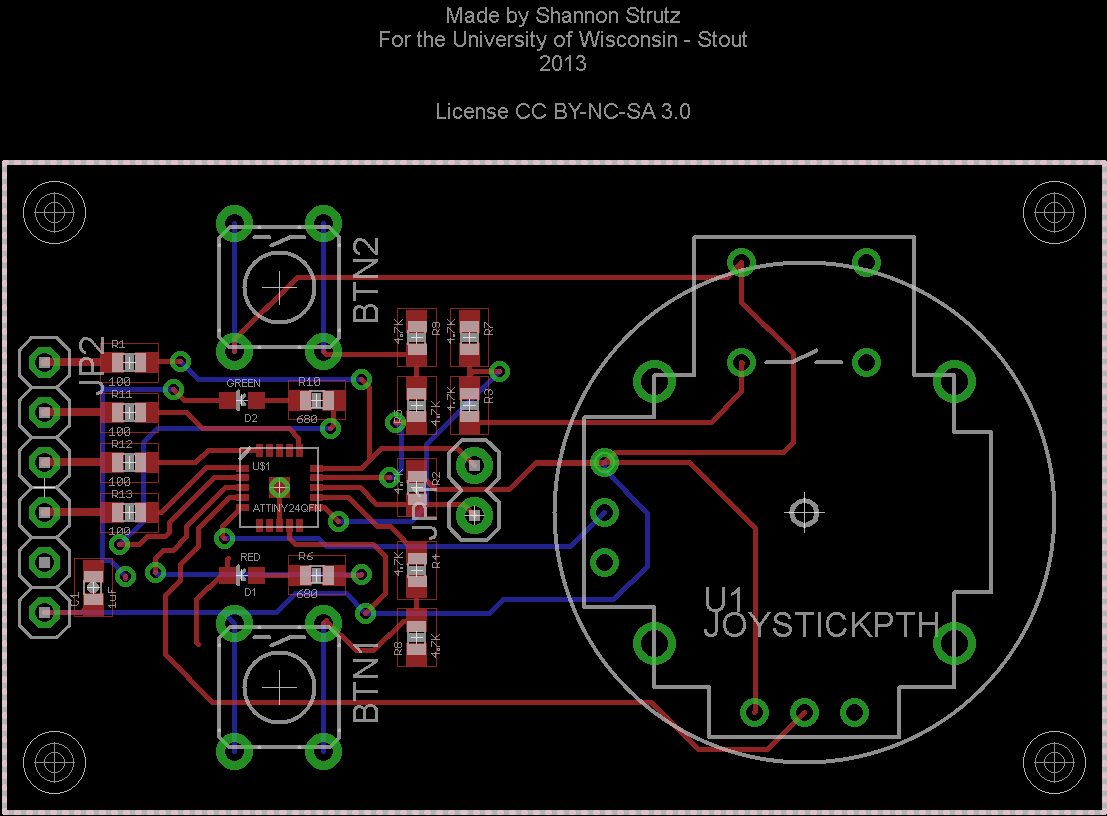 Made by Shannon Strutz
For the University of Wisconsin - Stout
2013
License CC BY-NC-SA 3.0
BTN2
JP2
R1
100
R11
100
R12
100
R13
100
GREEN
D2
R10
680
4.7K
R9
4.7K
R7
4.7K
4.7K
R3
U$1
ATTINY24QFN
4.7K
R2
RED
D1
R6
680
C1
1uF
4.7K
R4
R8
4.7K
BTN1
U1
JOYSTICKPTH